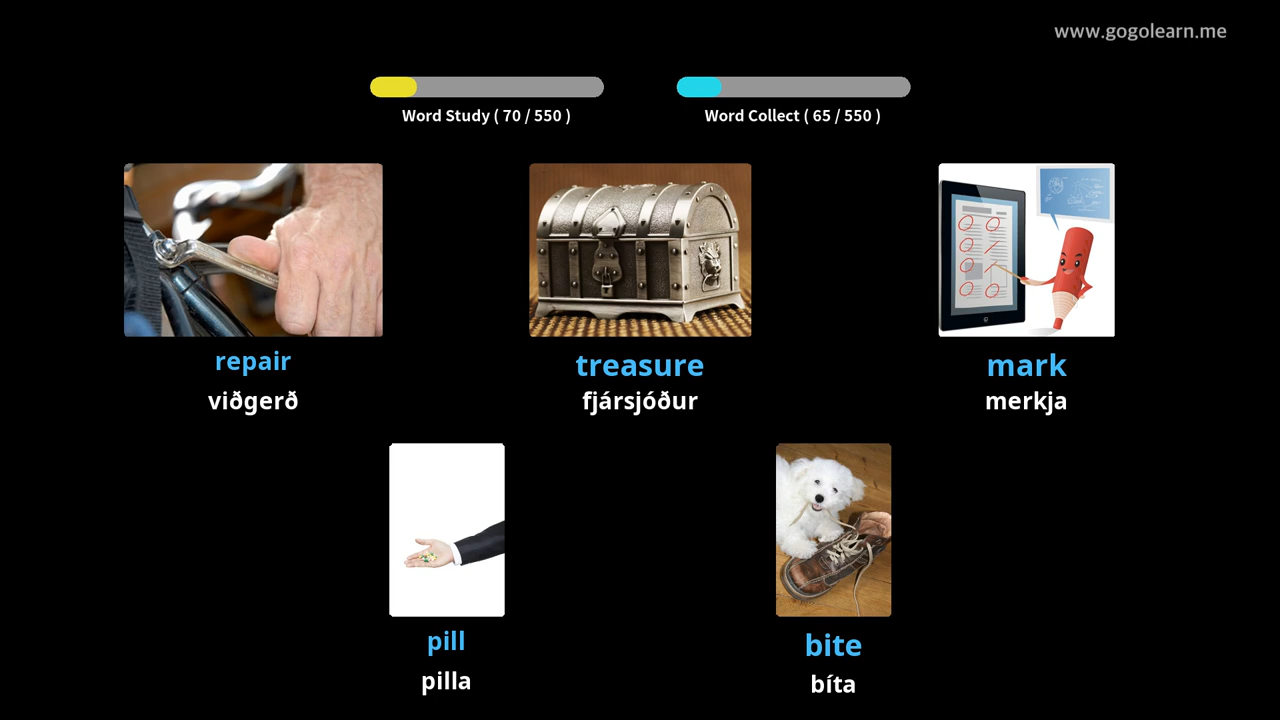 www.gogolearn.me
Word Study ( 70 / 550 )
Word Collect ( 65 / 550 )
repair
treasure
mark
viðgerð
fjársjóður
merkja
pill
bite
pilla
bíta